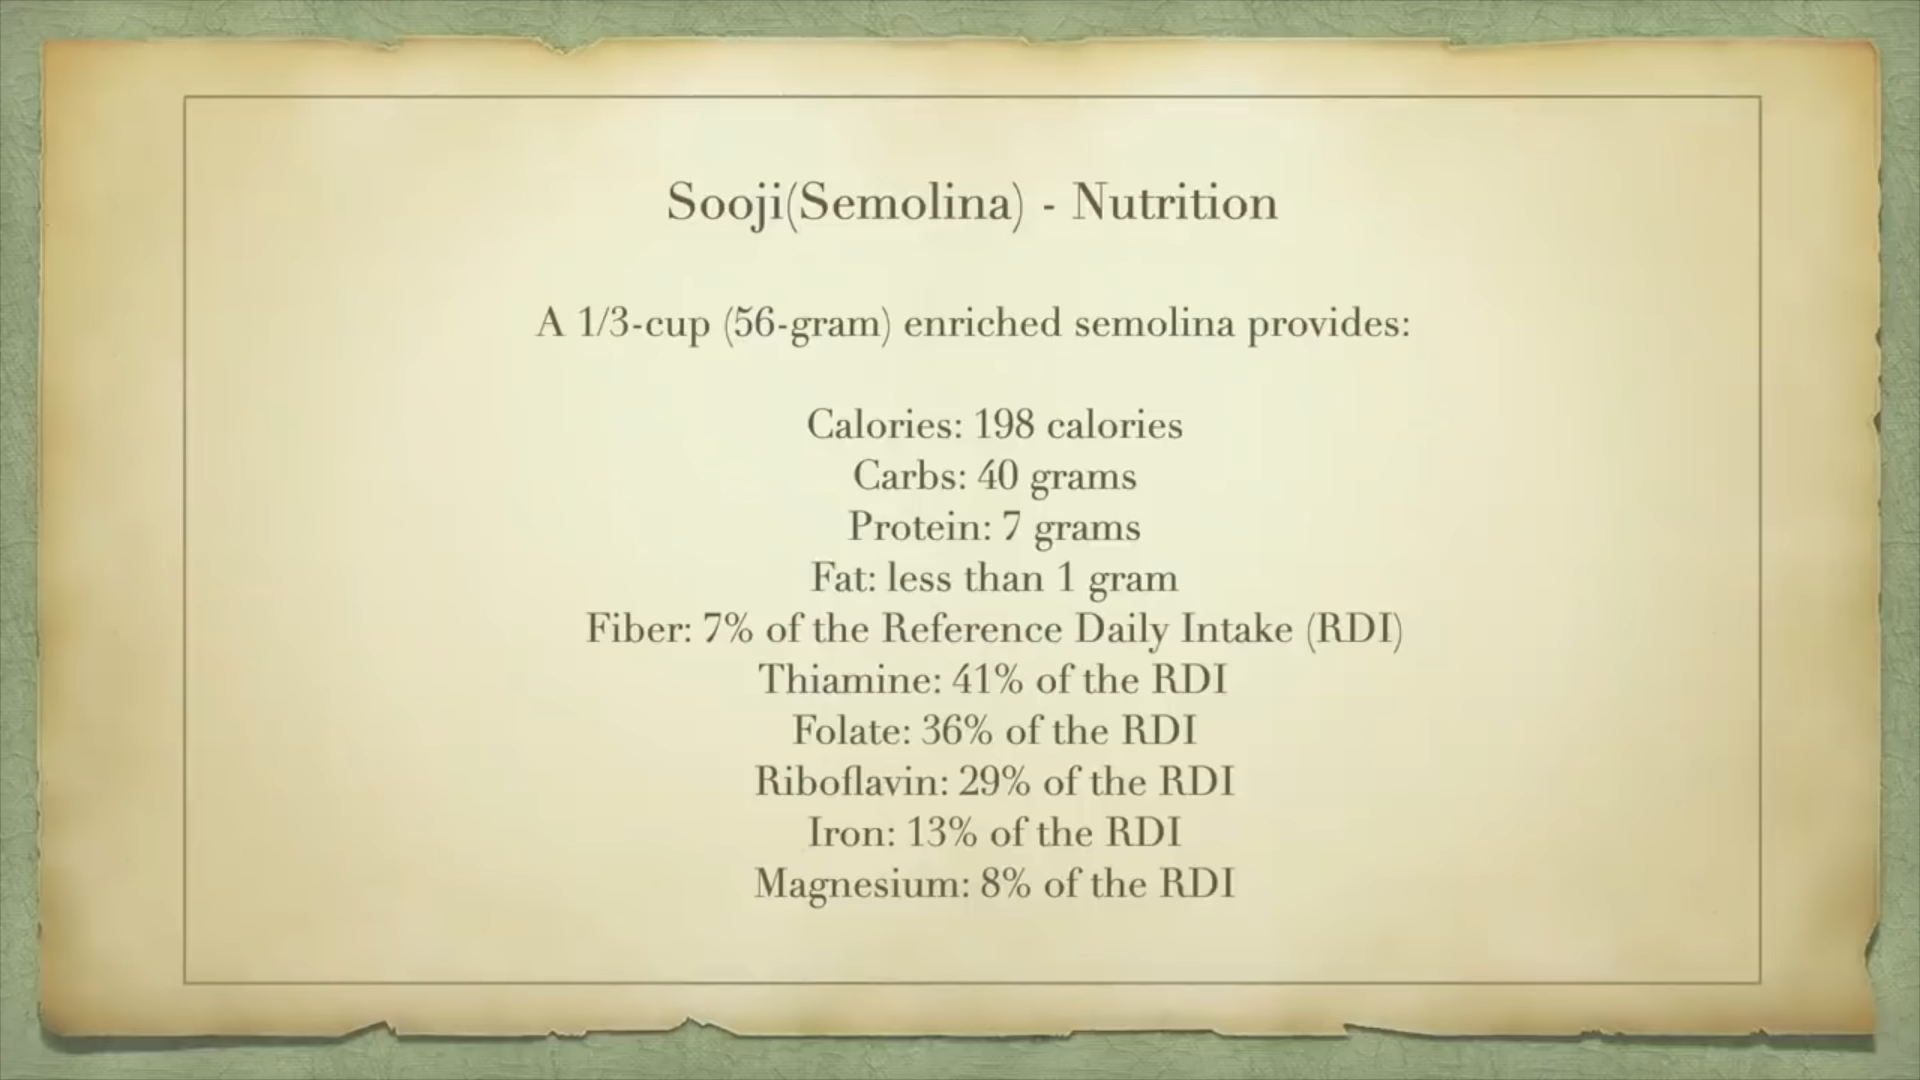 Sooji(Semolina) - Nutrition
A 1/3-cup (56-gram) enriched semolina provides:
Calories: 198 calories
Carbs: 40 grams
Protein: 7 grams
Fat: less than 1 gram
Fiber: 7% of the Reference Daily Intake (RDI)
Thiamine: 41% of the RDI
Folate: 36% of the RDI
Riboflavin: 29% of the RDI
Iron: 13% of the RDI
Magnesium: 8% of the RDI